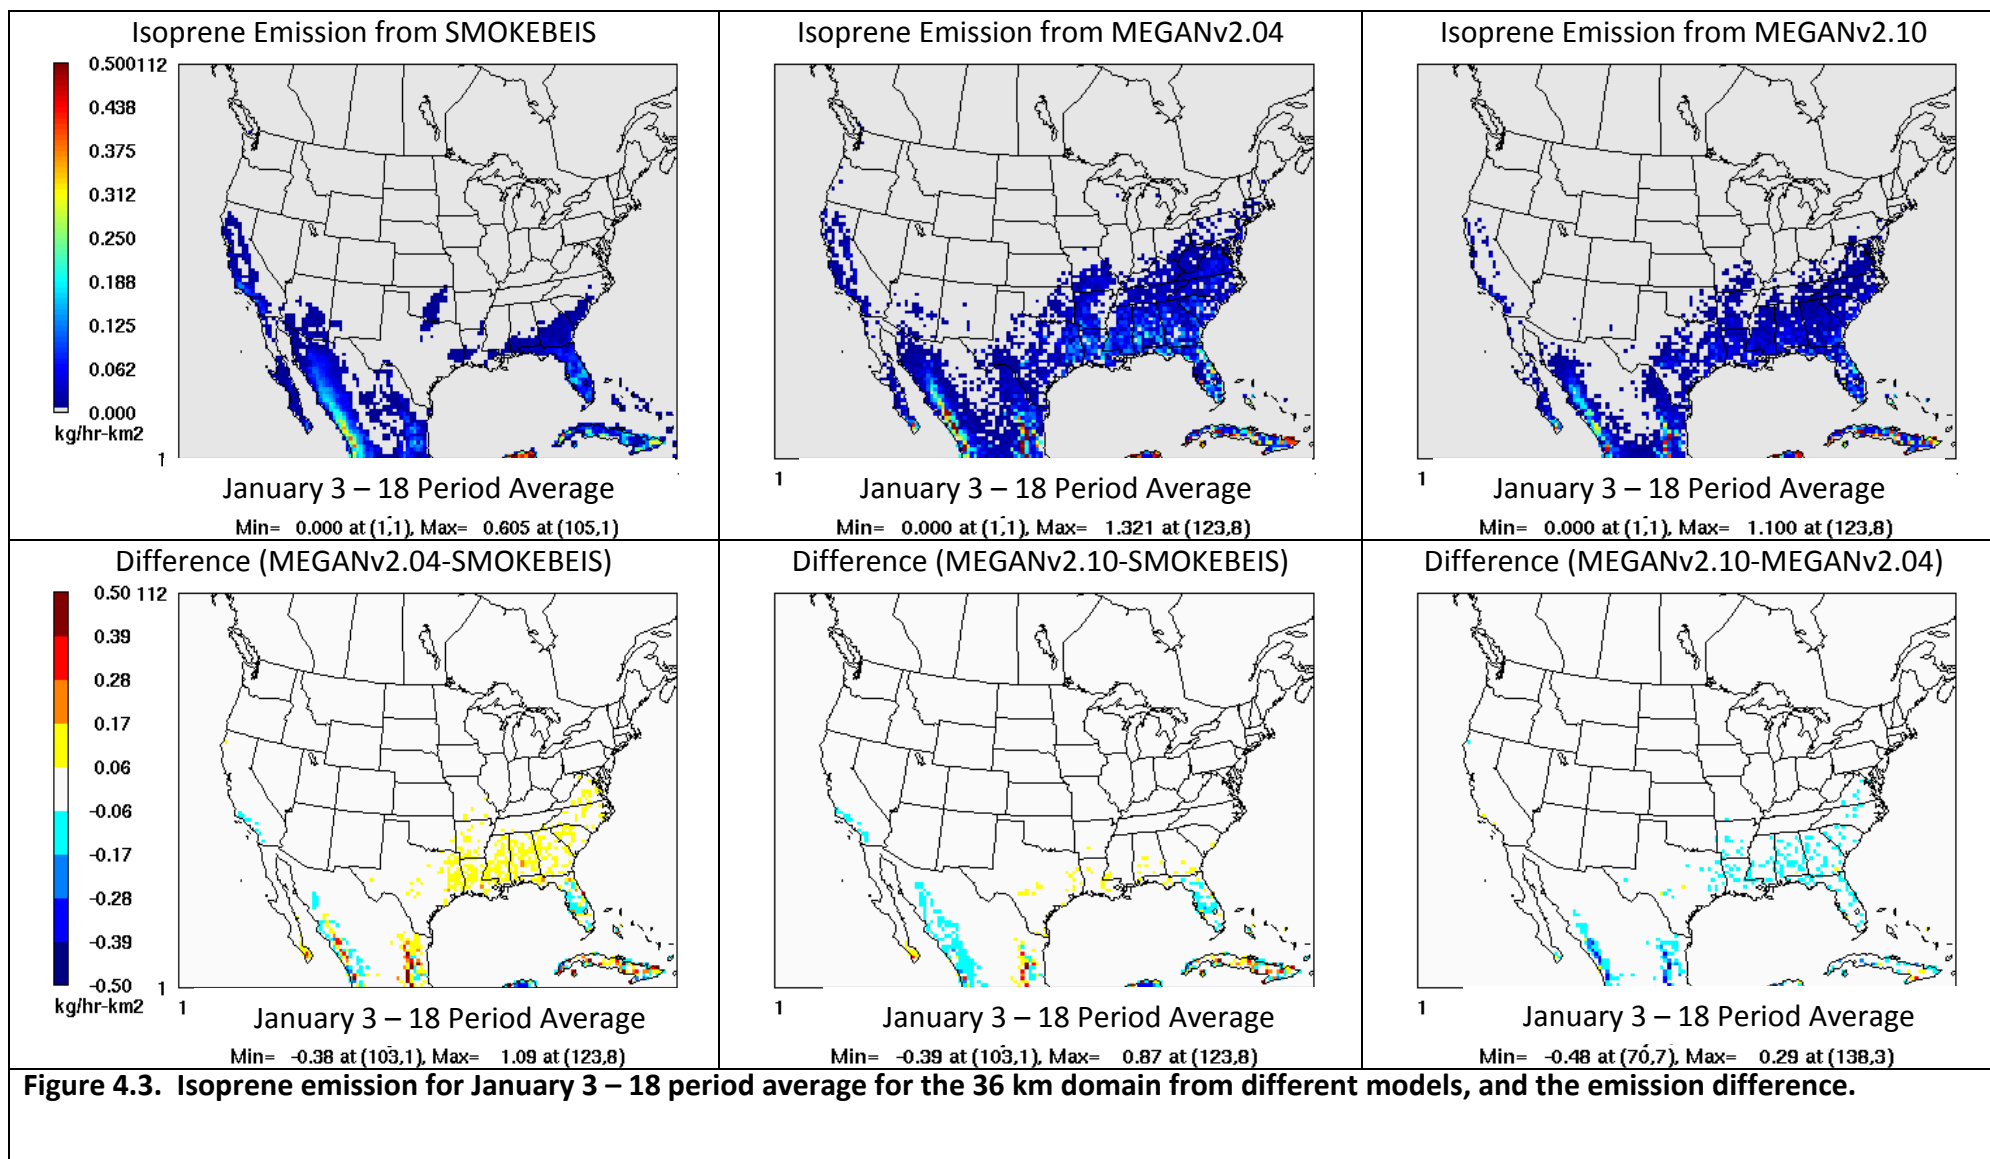 Isoprene Emission from SMOKEBEIS
0.500
0.438
0.375
0.312
0.250
0.188
0.125
0.062
0.000
kg/hr-km2
112
1
January 3 – 18 Period Average
Min= 0.000 at (1,1), Max= 0.605 at (105,1)
Isoprene Emission from MEGANv2.04
1
January 3 – 18 Period Average
Min= 0.000 at (1,1), Max= 1.321 at (123,8)
Isoprene Emission from MEGANv2.10
1
January 3 – 18 Period Average
Min= 0.000 at (1,1), Max= 1.100 at (123,8)
Difference (MEGANv2.04-SMOKEBEIS)
0.50
0.39
0.28
0.17
0.06
-0.06
-0.17
-0.28
-0.39
-0.50
kg/hr-km2
112
1
1
January 3 – 18 Period Average
Min= -0.38 at (103,1), Max= 1.09 at (123,8)
Difference (MEGANv2.10-SMOKEBEIS)
1
January 3 – 18 Period Average
Min= -0.39 at (103,1), Max= 0.87 at (123,8)
Difference (MEGANv2.10-MEGANv2.04)
1
January 3 – 18 Period Average
Min= -0.48 at (70,7), Max= 0.29 at (138,3)
Figure 4.3. Isoprene emission for January 3 – 18 period average for the 36 km domain from different models, and the emission difference.